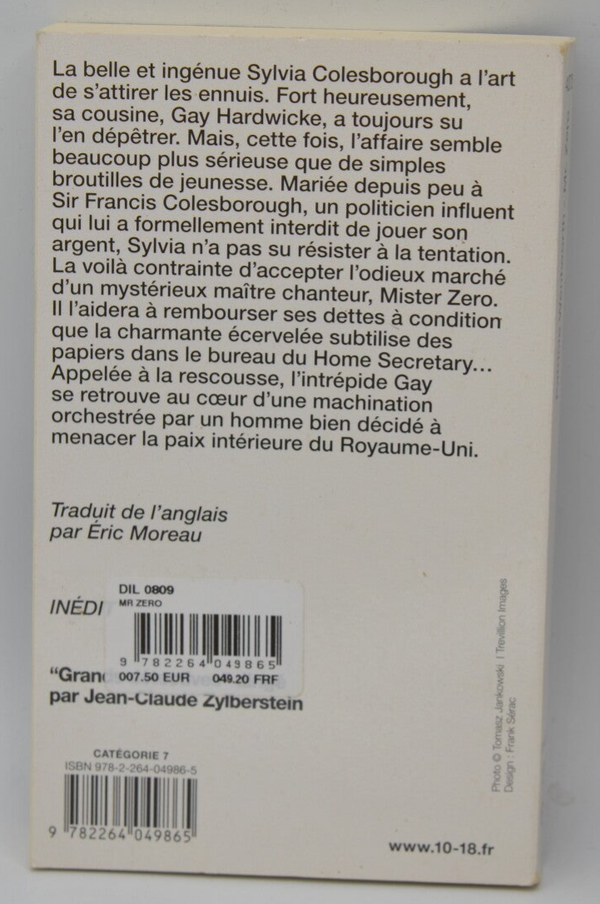 La belle et ingénue Sylvia Colesborough a l'art
de s'attirer les ennuis. Fort heureusement,
sa cousine, Gay Hardwicke, a toujours su
l'en dépêtrer. Mais, cette fois, l'affaire semble
beaucoup plus sérieuse que de simples
broutilles de jeunesse. Mariée depuis peu à
Sir Francis Colesborough, un politicien influent
qui lui a formellement interdit de jouer son
argent, Sylvia n'a pas su résister à la tentation.
La voilà contrainte d'accepter l'odieux marché
d'un mystérieux maître chanteur, Mister Zero.
Il l'aidera à rembourser ses dettes à condition
que la charmante écervelée subtilise des
papiers dans le bureau du Home Secretary...
Appelée à la rescousse, l'intrépide Gay
se retrouve au cœur d'une machination
orchestrée par un homme bien décidé à
menacer la paix intérieure du Royaume-Uni.
Traduit de l'anglais
par Éric Moreau
INÉDI
DIL 0809
MR ZERO
9 782264 049865
007.50 EUR 049.20 FRF
"Gran
par Jean-Claude Zylberstein
CATÉGORIE 7
ISBN 978-2-264-04986-5
9 782264 049865
Photo © Tomasz Jankowski | Trevillion Images
Design : Frank Sérac
www.10-18.fr